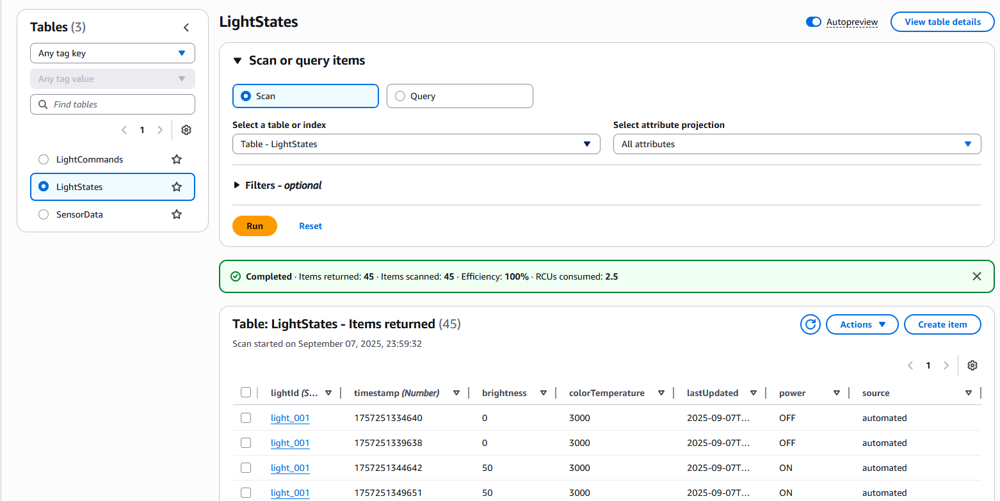 Tables (3)
Any tag key
Any tag value
Find tables
1
LightCommands
LightStates
SensorData
LightStates
Autopreview
View table details
Scan or query items
Scan
Query
Select a table or index
Select attribute projection
Table - LightStates
All attributes
Filters - optional
Run
Reset
Completed · Items returned: 45 · Items scanned: 45 · Efficiency: 100% · RCUs consumed: 2.5
Table: LightStates - Items returned (45)
Actions
Create item
Scan started on September 07, 2025, 23:59:32
1
lightId (S... timestamp (Number) brightness colorTemperature lastUpdated power source
light_001 1757251334640 0 3000 2025-09-07T... OFF automated
light_001 1757251339638 0 3000 2025-09-07T... OFF automated
light_001 1757251344642 50 3000 2025-09-07T... ON automated
light_001 1757251349651 50 3000 2025-09-07T... ON automated